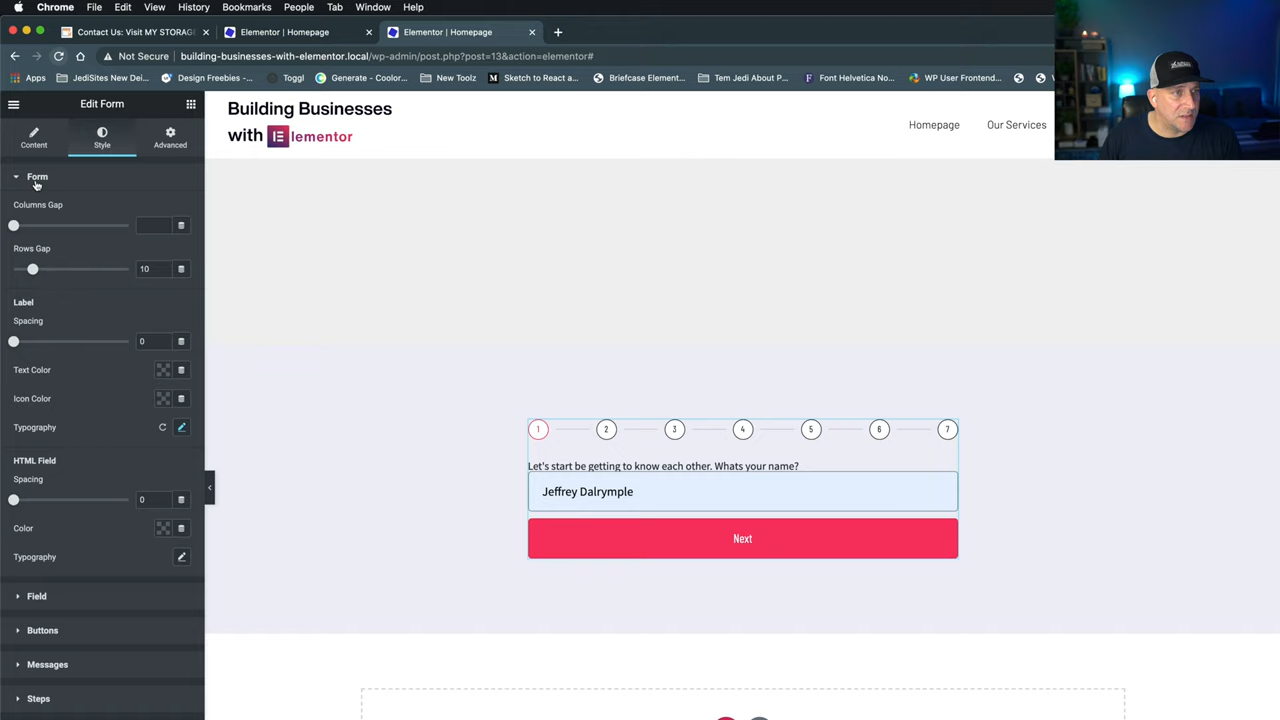 Chrome File Edit View History Bookmarks People Tab Window Help
Contact Us: Visit MY STORAG
Elementor | Homepage
Elementor | Homepage
Not Secure building-businesses-with-elementor.local/wp-admin/post.php?post=13&action=elementor#
Apps JediSites New Dei... Design Freebies -... Toggl Generate - Cooloor... New Toolz Sketch to React a... Briefcase Element... Tem Jedi About P... Font Helvetica No... WP User Frontend...
Edit Form
Content Style Advanced
Form
Columns Gap
Rows Gap
10
Label
Spacing
0
Text Color
Icon Color
Typography
HTML Field
Spacing
0
Color
Typography
Field
Buttons
Messages
Steps
Building Businesses
with elementor
Homepage Our Services
1 2 3 4 5 6 7
Let's start be getting to know each other. Whats your name?
Jeffrey Dalrymple
Next